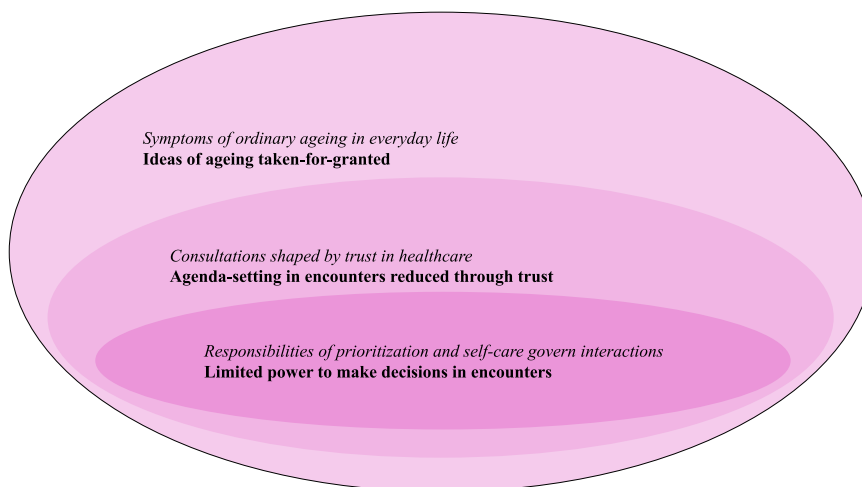 Symptoms of ordinary ageing in everyday life
Ideas of ageing taken-for-granted
Consultations shaped by trust in healthcare
Agenda-setting in encounters reduced through trust
Responsibilities of prioritization and self-care govern interactions
Limited power to make decisions in encounters